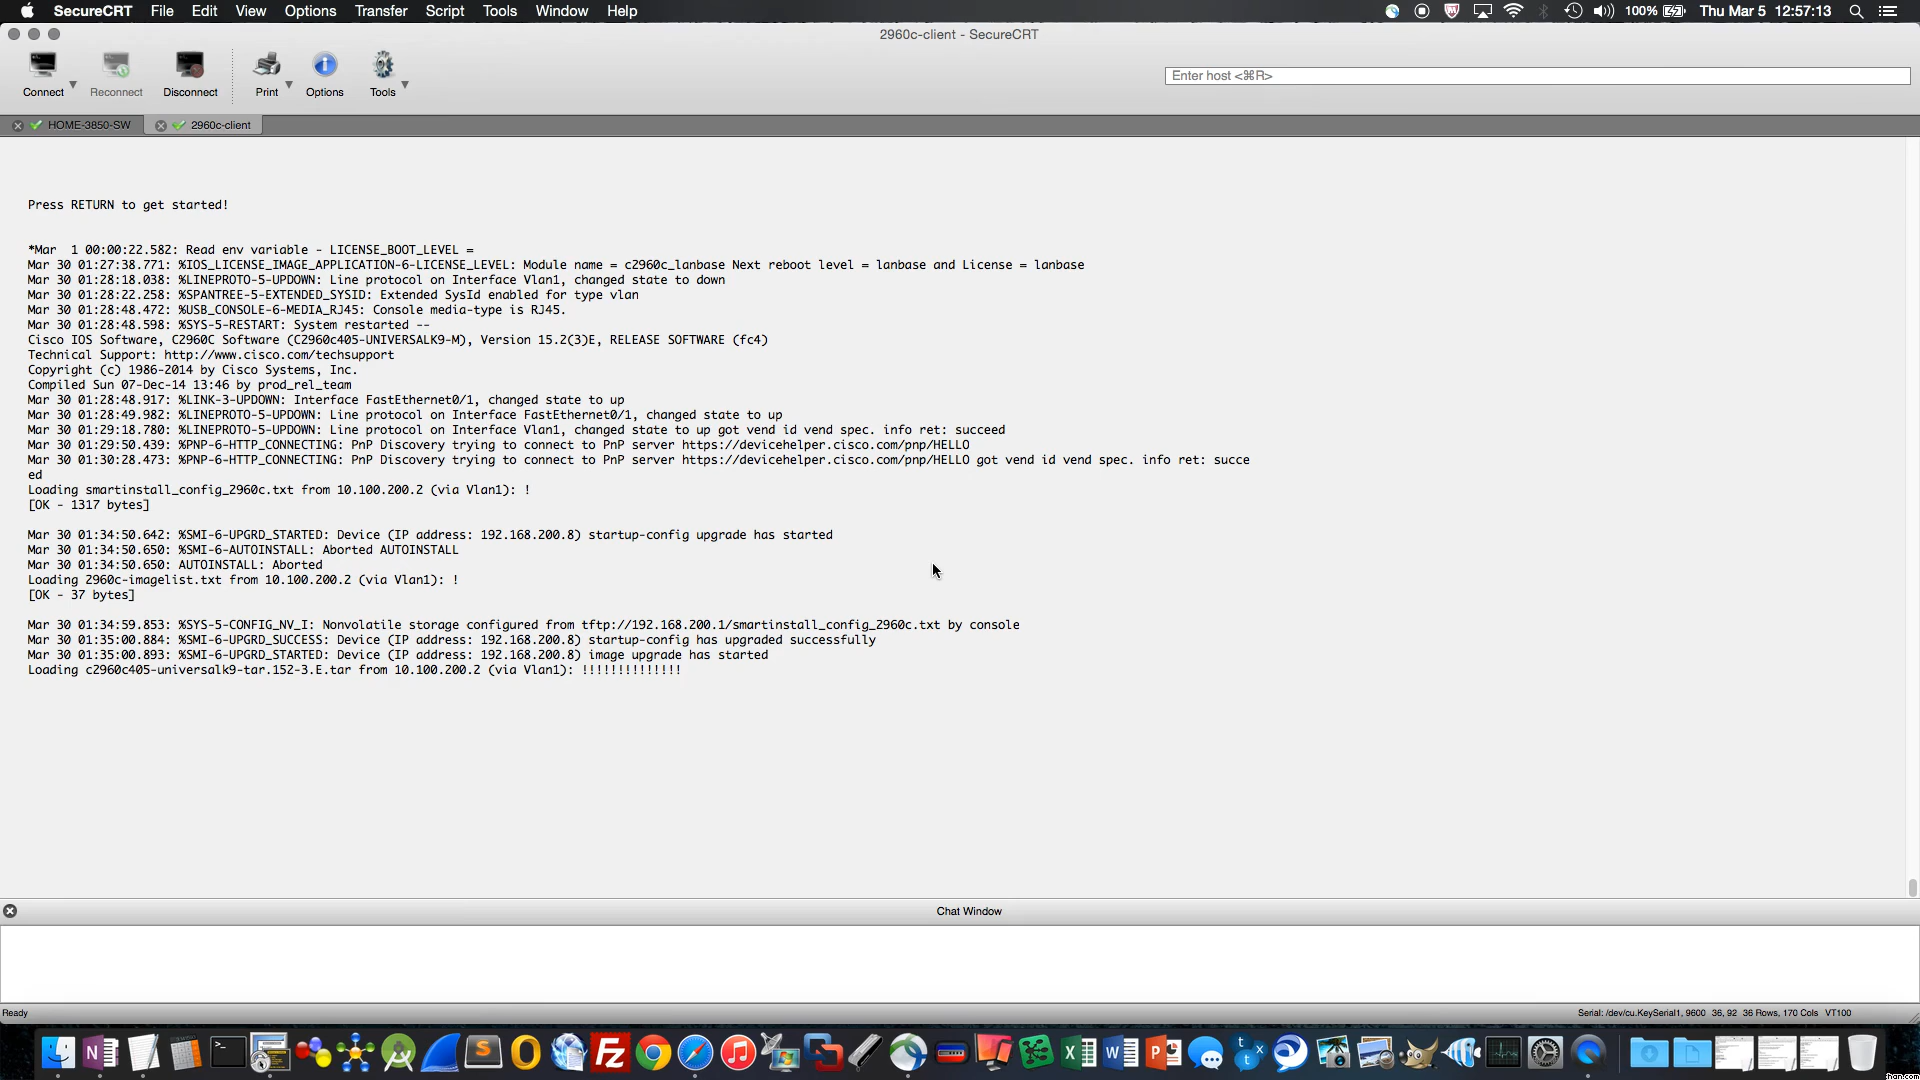 SecureCRT File Edit View Options Transfer Script Tools Window Help 100% Thu Mar 5 12:57:13
2960c-client - SecureCRT
Connect Reconnect Disconnect Print Options Tools
Enter host <⌘R>
HOME-3850-SW 2960c-client
Press RETURN to get started!
*Mar  1 00:00:22.582: Read env variable - LICENSE_BOOT_LEVEL =
Mar 30 01:27:38.771: %IOS_LICENSE_IMAGE_APPLICATION-6-LICENSE_LEVEL: Module name = c2960c_lanbase Next reboot level = lanbase and License = lanbase
Mar 30 01:28:18.038: %LINEPROTO-5-UPDOWN: Line protocol on Interface Vlan1, changed state to down
Mar 30 01:28:22.258: %SPANTREE-5-EXTENDED_SYSID: Extended SysId enabled for type vlan
Mar 30 01:28:48.472: %USB_CONSOLE-6-MEDIA_RJ45: Console media-type is RJ45.
Mar 30 01:28:48.598: %SYS-5-RESTART: System restarted --
Cisco IOS Software, C2960C Software (C2960c405-UNIVERSALK9-M), Version 15.2(3)E, RELEASE SOFTWARE (fc4)
Technical Support: http://www.cisco.com/techsupport
Copyright (c) 1986-2014 by Cisco Systems, Inc.
Compiled Sun 07-Dec-14 13:46 by prod_rel_team
Mar 30 01:28:48.917: %LINK-3-UPDOWN: Interface FastEthernet0/1, changed state to up
Mar 30 01:28:49.982: %LINEPROTO-5-UPDOWN: Line protocol on Interface FastEthernet0/1, changed state to up
Mar 30 01:29:18.780: %LINEPROTO-5-UPDOWN: Line protocol on Interface Vlan1, changed state to up got vend id vend spec. info ret: succeed
Mar 30 01:29:50.439: %PNP-6-HTTP_CONNECTING: PnP Discovery trying to connect to PnP server https://devicehelper.cisco.com/pnp/HELLO
Mar 30 01:30:28.473: %PNP-6-HTTP_CONNECTING: PnP Discovery trying to connect to PnP server https://devicehelper.cisco.com/pnp/HELLO got vend id vend spec. info ret: succe
ed
Loading smartinstall_config_2960c.txt from 10.100.200.2 (via Vlan1): !
[OK - 1317 bytes]
Mar 30 01:34:50.642: %SMI-6-UPGRD_STARTED: Device (IP address: 192.168.200.8) startup-config upgrade has started
Mar 30 01:34:50.650: %SMI-6-AUTOINSTALL: Aborted AUTOINSTALL
Mar 30 01:34:50.650: AUTOINSTALL: Aborted
Loading 2960c-imagelist.txt from 10.100.200.2 (via Vlan1): !
[OK - 37 bytes]
Mar 30 01:34:59.853: %SYS-5-CONFIG_NV_I: Nonvolatile storage configured from tftp://192.168.200.1/smartinstall_config_2960c.txt by console
Mar 30 01:35:00.884: %SMI-6-UPGRD_SUCCESS: Device (IP address: 192.168.200.8) startup-config has upgraded successfully
Mar 30 01:35:00.893: %SMI-6-UPGRD_STARTED: Device (IP address: 192.168.200.8) image upgrade has started
Loading c2960c405-universalk9-tar.152-3.E.tar from 10.100.200.2 (via Vlan1): !!!!!!!!!!!!!!
Chat Window
Ready Serial: /dev/cu.KeySerial1, 9600 36, 92 36 Rows, 170 Cols VT100